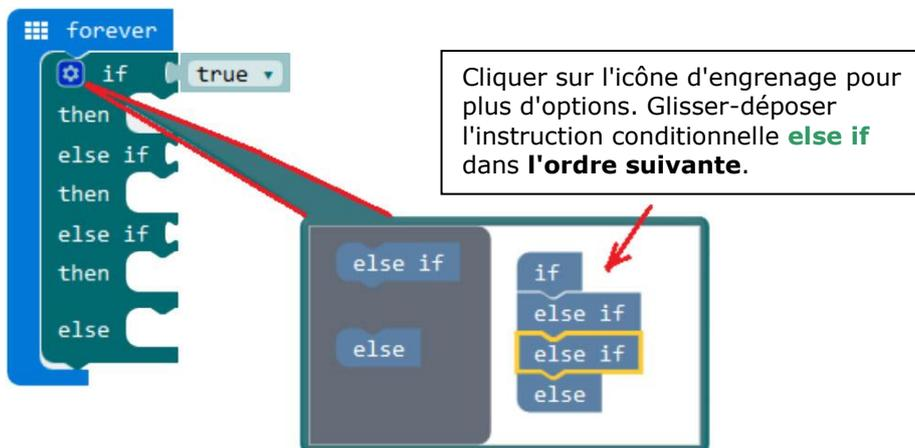 forever
if true
then
else if
then
else if
then
else
Cliquer sur l'icône d'engrenage pour
plus d'options. Glisser-déposer
l'instruction conditionnelle else if
dans l'ordre suivante.
else if
else
if
else if
else if
else